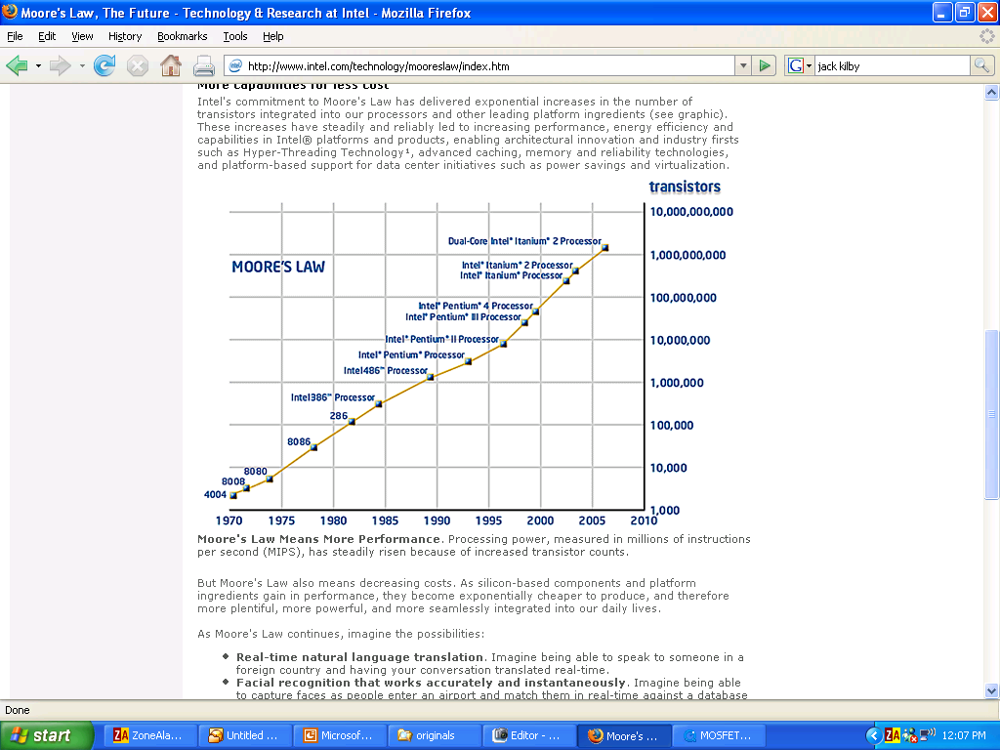 Moore's Law, The Future - Technology & Research at Intel - Mozilla Firefox
File Edit View History Bookmarks Tools Help
http://www.intel.com/technology/mooreslaw/index.htm
G jack kilby
More capabilities for less cost
Intel's commitment to Moore's Law has delivered exponential increases in the number of
transistors integrated into our processors and other leading platform ingredients (see graphic).
These increases have steadily and reliably led to increasing performance, energy efficiency and
capabilities in Intel® platforms and products, enabling architectural innovation and industry firsts
such as Hyper-Threading Technology¹, advanced caching, memory and reliability technologies,
and platform-based support for data center initiatives such as power savings and virtualization.
transistors
10,000,000,000
Dual-Core Intel® Itanium® 2 Processor
1,000,000,000
MOORE'S LAW
Intel® Itanium® 2 Processor
Intel® Itanium® Processor
100,000,000
Intel® Pentium® 4 Processor
Intel® Pentium® III Processor
Intel® Pentium® II Processor
10,000,000
Intel® Pentium® Processor
Intel486™ Processor
1,000,000
Intel386™ Processor
286
100,000
8086
10,000
8080
8008
4004
1,000
1970 1975 1980 1985 1990 1995 2000 2005 2010
Moore's Law Means More Performance. Processing power, measured in millions of instructions
per second (MIPS), has steadily risen because of increased transistor counts.
But Moore's Law also means decreasing costs. As silicon-based components and platform
ingredients gain in performance, they become exponentially cheaper to produce, and therefore
more plentiful, more powerful, and more seamlessly integrated into our daily lives.
As Moore's Law continues, imagine the possibilities:
Real-time natural language translation. Imagine being able to speak to someone in a
foreign country and having your conversation translated real-time.
Facial recognition that works accurately and instantaneously. Imagine being able
to capture faces as people enter an airport and match them in real-time against a database
Done
start ZA ZoneAla... Untitled ... Microsof... originals Editor - ... Moore's ... MOSFET... ZA 12:07 PM